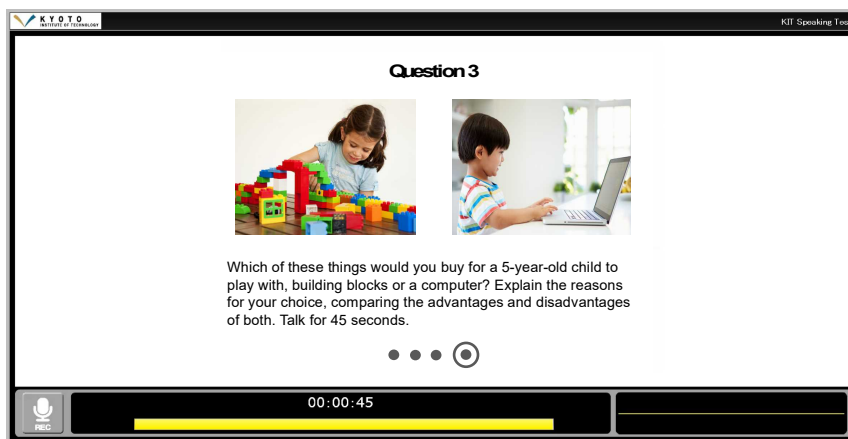 KYOTO
INSTITUTE OF TECHNOLOGY
KIT Speaking Tes
Question 3
Which of these things would you buy for a 5-year-old child to
play with, building blocks or a computer? Explain the reasons
for your choice, comparing the advantages and disadvantages
of both. Talk for 45 seconds.
00:00:45
REC